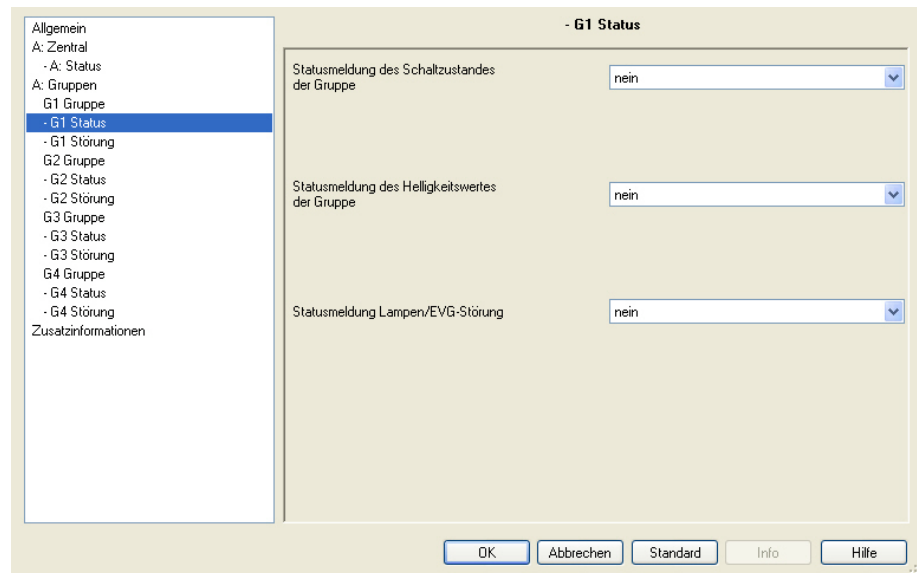 Allgemein
A: Zentral
- A: Status
A: Gruppen
G1 Gruppe
- G1 Status
- G1 Störung
G2 Gruppe
- G2 Status
- G2 Störung
G3 Gruppe
- G3 Status
- G3 Störung
G4 Gruppe
- G4 Status
- G4 Störung
Zusatzinformationen
- G1 Status
Statusmeldung des Schaltzustandes
der Gruppe
nein
Statusmeldung des Helligkeitswertes
der Gruppe
nein
Statusmeldung Lampen/EVG-Störung
nein
OK
Abbrechen
Standard
Info
Hilfe